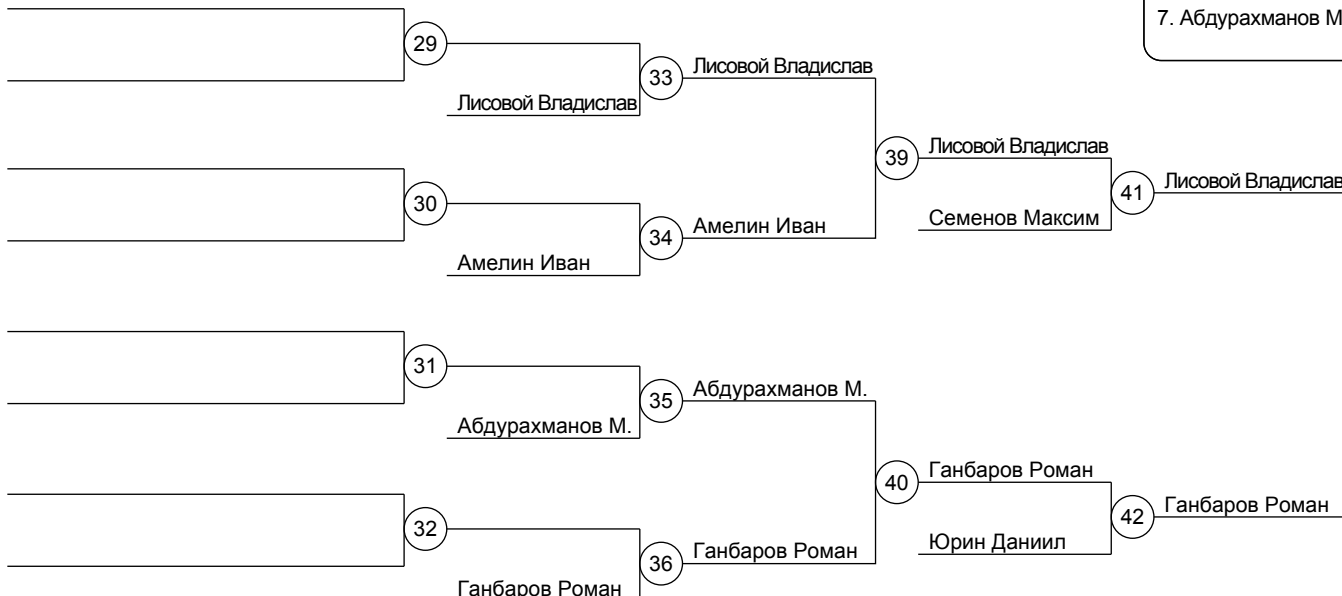 7. Абдурахманов М
29
33
Лисовой Владислав
Лисовой Владислав
39
Лисовой Владислав
30
34
Амелин Иван
41
Лисовой Владислав
Семенов Максим
Амелин Иван
31
35
Абдурахманов М.
Абдурахманов М.
40
Ганбаров Роман
32
36
Ганбаров Роман
42
Ганбаров Роман
Юрин Даниил
Ганбаров Роман